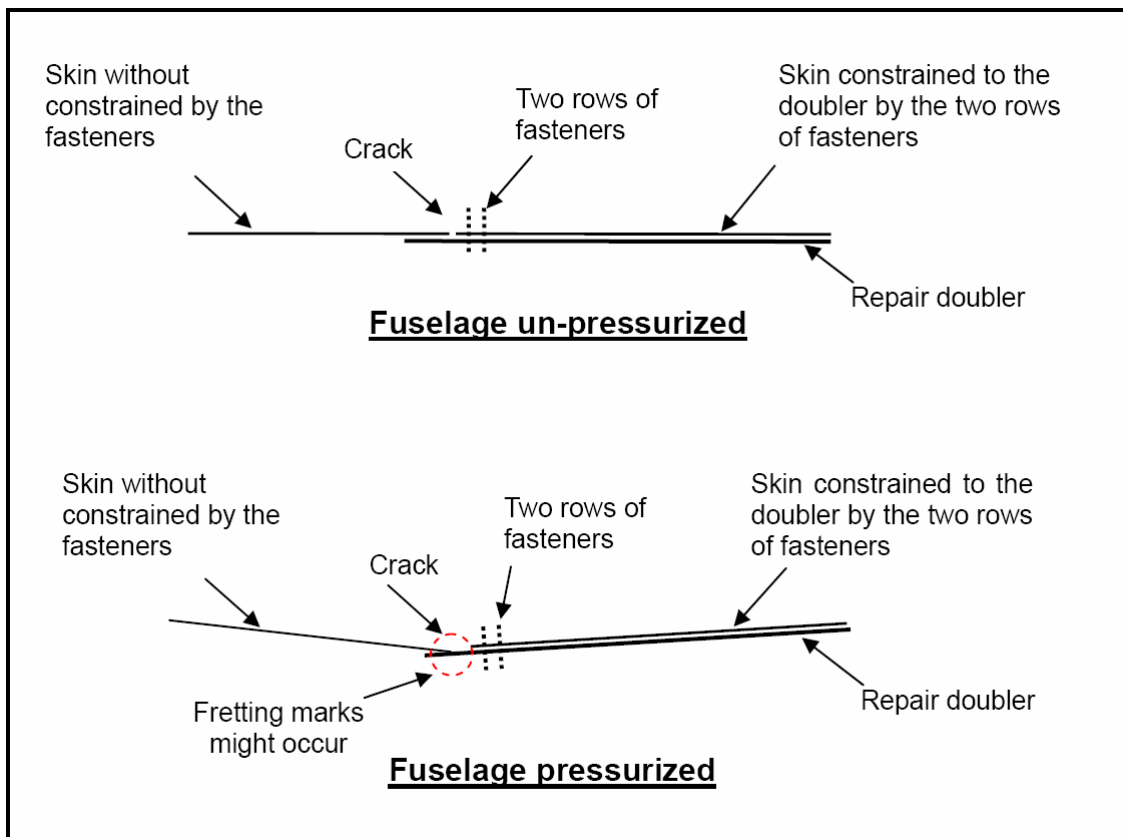 Skin without
constrained by the
fasteners
Crack
Two rows of
fasteners
Skin constrained to the
doubler by the two rows
of fasteners
Repair doubler
Fuselage un-pressurized
Skin without
constrained by the
fasteners
Crack
Two rows of
fasteners
Skin constrained to the
doubler by the two rows
of fasteners
Repair doubler
Fretting marks
might occur
Fuselage pressurized